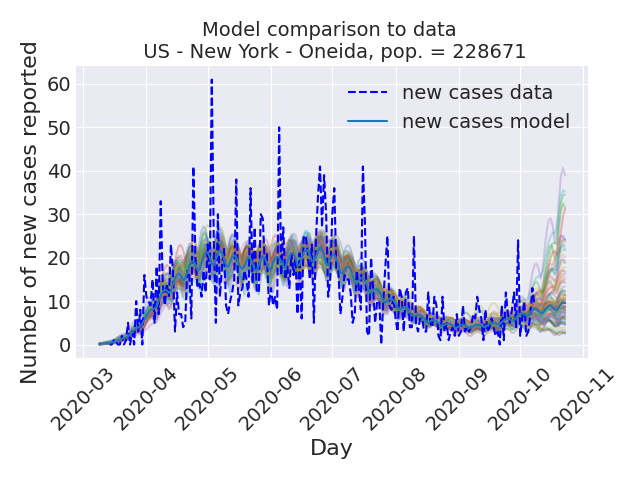 Model comparison to data
US - New York - Oneida, pop. = 228671
Number of new cases reported
60
50
40
30
20
10
0
new cases data
new cases model
2020-03
2020-04
2020-05
2020-06
2020-07
2020-08
2020-09
2020-10
2020-11
Day